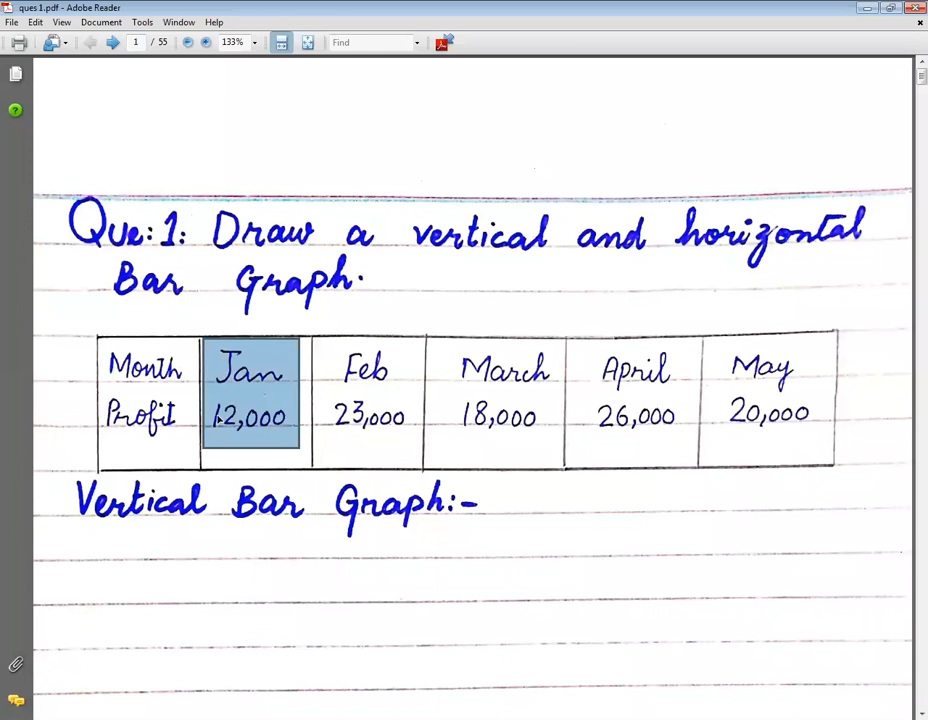 ques 1.pdf - Adobe Reader
File Edit View Document Tools Window Help
1 / 55 133% Find
Que:1: Draw a vertical and horizontal
Bar Graph.
Month Jan Feb March April May
Profit 12,000 23,000 18,000 26,000 20,000
Vertical Bar Graph:-